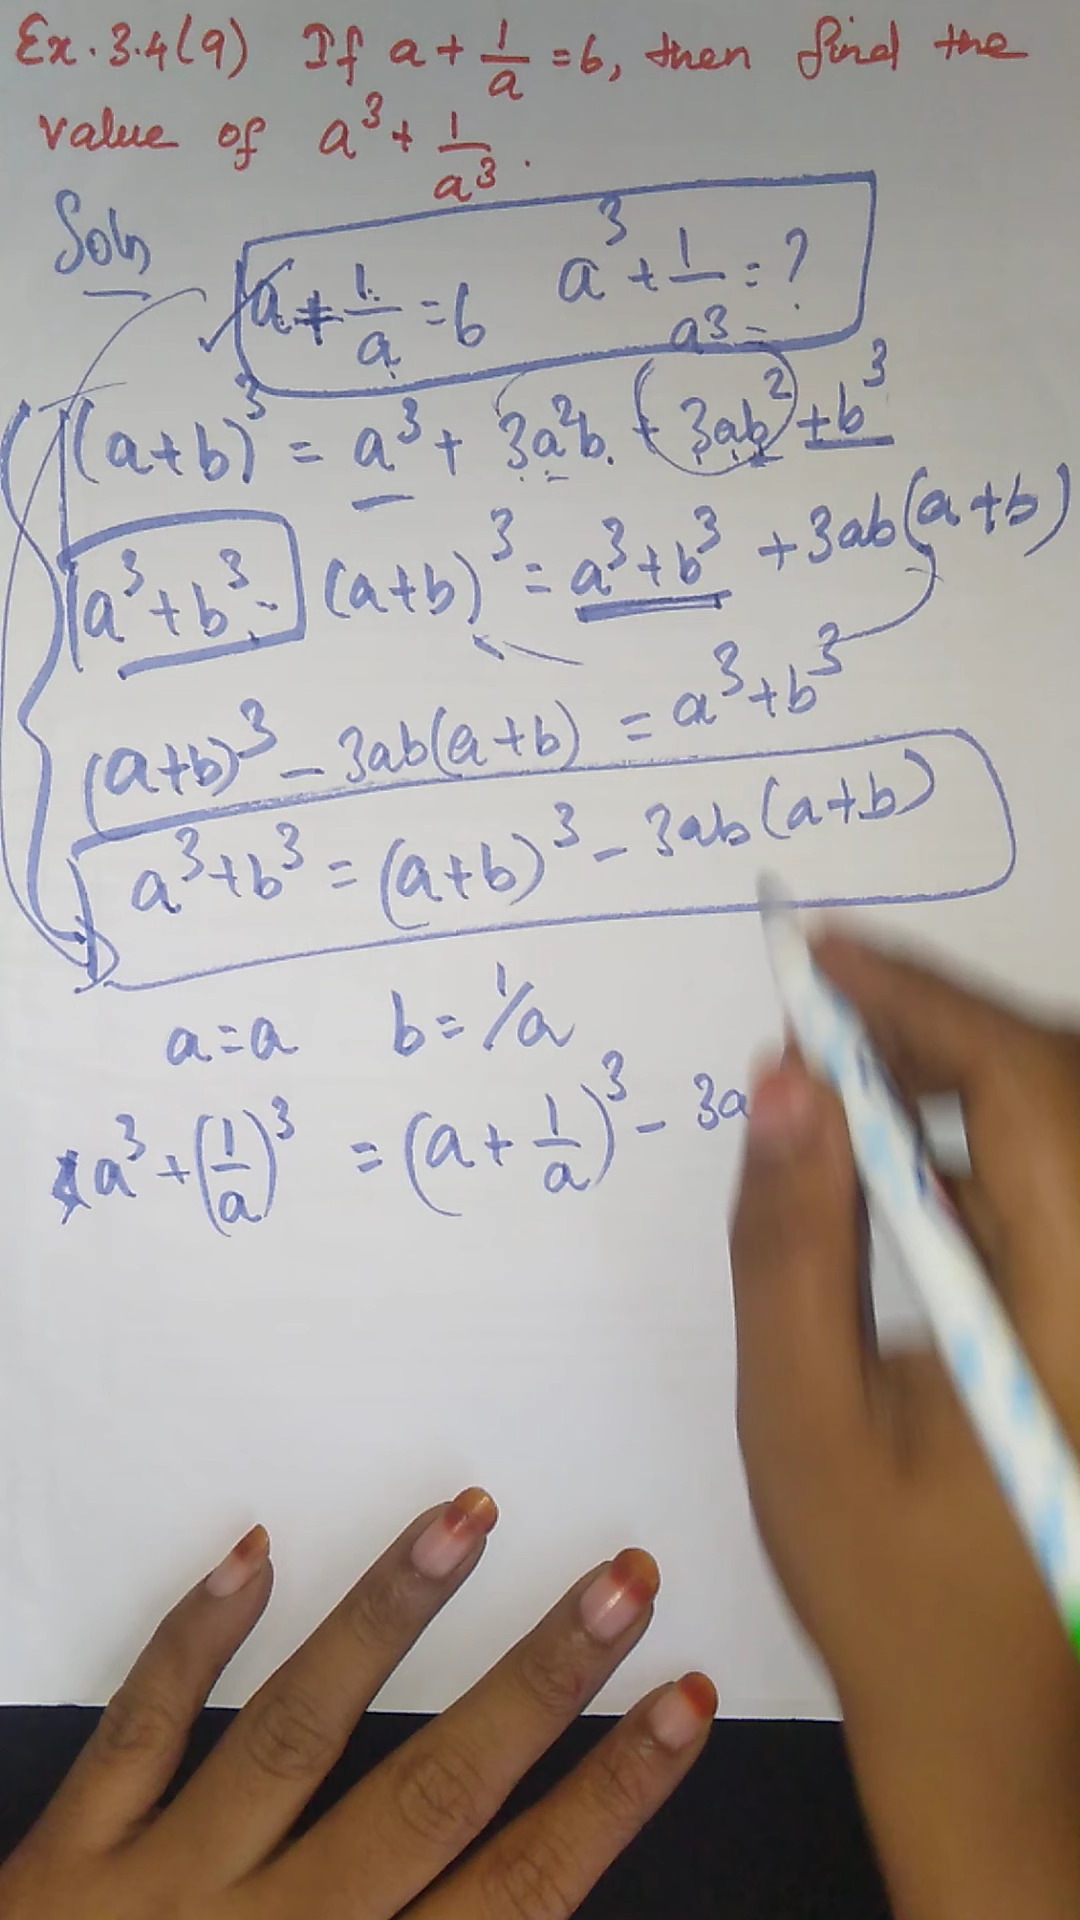 Ex. 3.4(9) If a + 1/a = 6, then find the
value of a³ + 1/a³.
Soln
a + 1/a = 6 a³ + 1/a³ = ?
(a+b)³ = a³ + 3a²b + 3ab² + b³
a³ + b³ = (a+b)³ = a³ + b³ + 3ab(a+b)
(a+b)³ - 3ab(a+b) = a³ + b³
a³ + b³ = (a+b)³ - 3ab(a+b)
a = a b = 1/a
a³ + (1/a)³ = (a + 1/a)³ - 3a